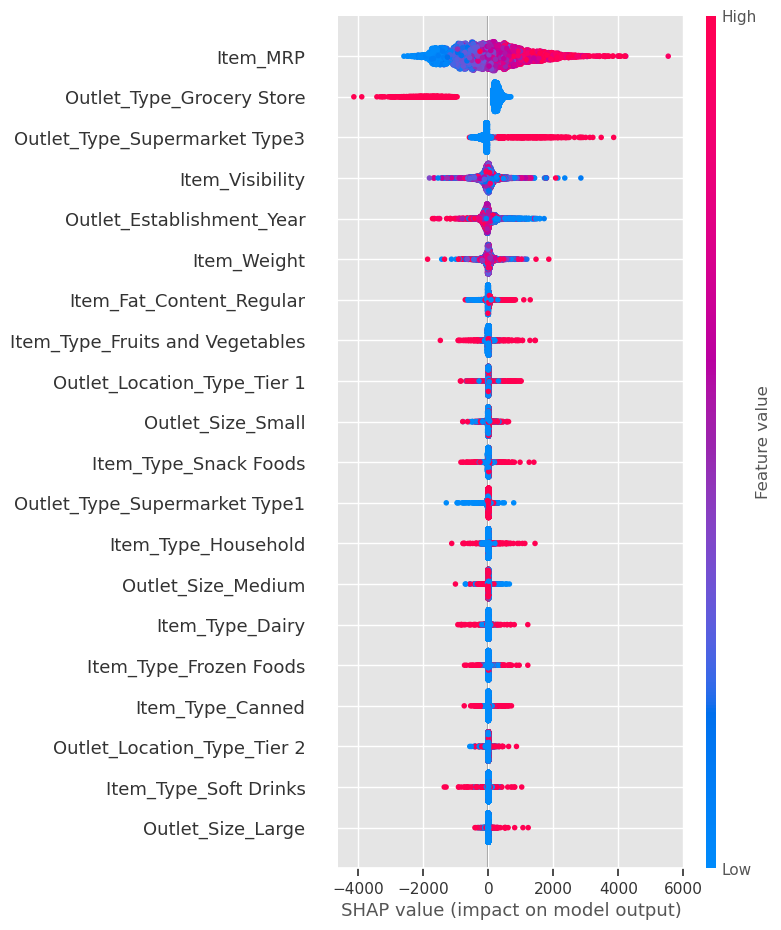 High
Item_MRP
Outlet_Type_Grocery Store
Outlet_Type_Supermarket Type3
Item_Visibility
Outlet_Establishment_Year
Item_Weight
Item_Fat_Content_Regular
Item_Type_Fruits and Vegetables
Outlet_Location_Type_Tier 1
Outlet_Size_Small
Item_Type_Snack Foods
Outlet_Type_Supermarket Type1
Item_Type_Household
Outlet_Size_Medium
Item_Type_Dairy
Item_Type_Frozen Foods
Item_Type_Canned
Outlet_Location_Type_Tier 2
Item_Type_Soft Drinks
Outlet_Size_Large
Feature value
Low
−4000 −2000 0 2000 4000 6000
SHAP value (impact on model output)